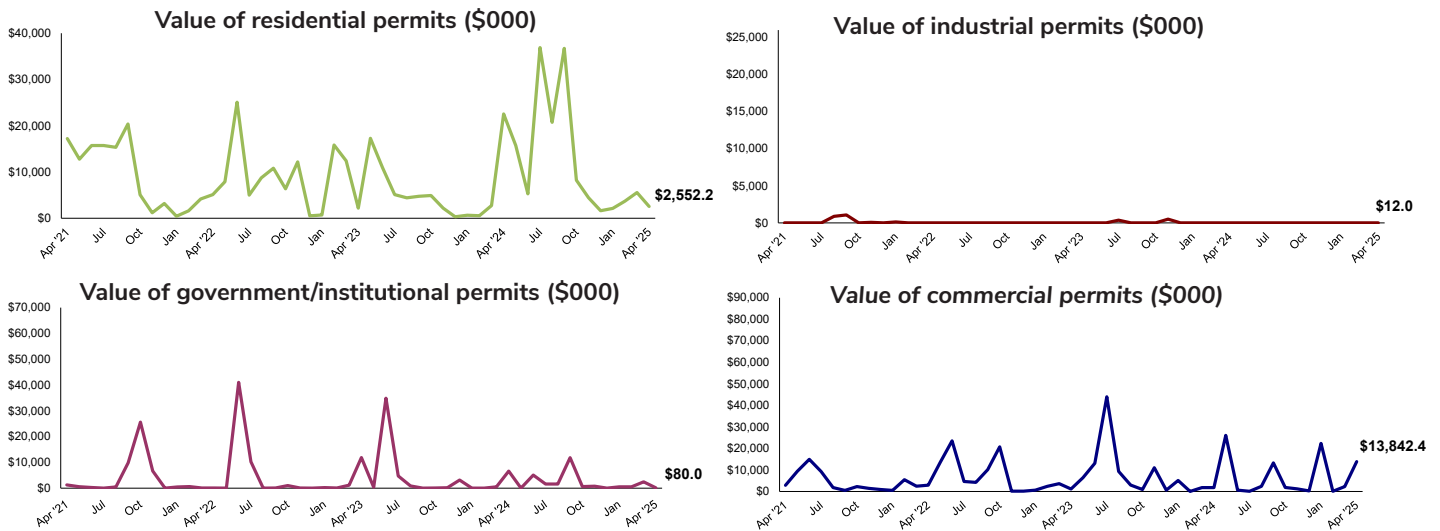 Value of residential permits ($000)
$40,000
$30,000
$20,000
$10,000
$0
$2,552.2
Apr '21
Jul
Oct
Jan
Apr '22
Jul
Oct
Jan
Apr '23
Jul
Oct
Jan
Apr '24
Jul
Oct
Jan
Apr '25
Value of industrial permits ($000)
$25,000
$20,000
$15,000
$10,000
$5,000
$0
$12.0
Apr '21
Jul
Oct
Jan
Apr '22
Jul
Oct
Jan
Apr '23
Jul
Oct
Jan
Apr '24
Jul
Oct
Jan
Apr '25
Value of government/institutional permits ($000)
$70,000
$60,000
$50,000
$40,000
$30,000
$20,000
$10,000
$0
$80.0
Apr '21
Jul
Oct
Jan
Apr '22
Jul
Oct
Jan
Apr '23
Jul
Oct
Jan
Apr '24
Jul
Oct
Jan
Apr '25
Value of commercial permits ($000)
$90,000
$80,000
$70,000
$60,000
$50,000
$40,000
$30,000
$20,000
$10,000
$0
$13,842.4
Apr '21
Jul
Oct
Jan
Apr '22
Jul
Oct
Jan
Apr '23
Jul
Oct
Jan
Apr '24
Jul
Oct
Jan
Apr '25